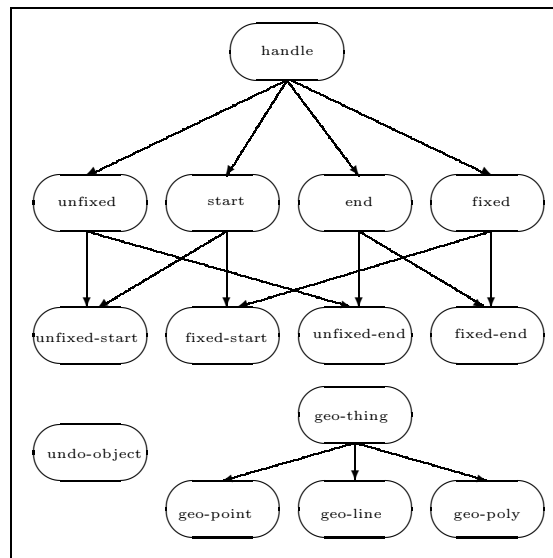 handle
unfixed start end fixed
unfixed-start fixed-start unfixed-end fixed-end
geo-thing
undo-object
geo-point geo-line geo-poly